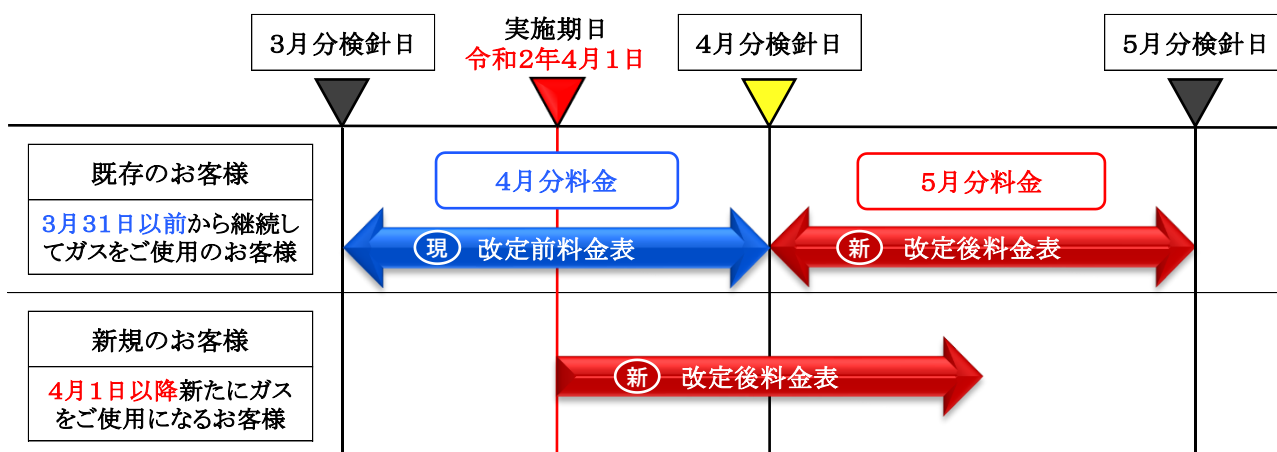 3月分検針日
実施期日
令和2年4月1日
4月分検針日
5月分検針日
既存のお客様
3月31日以前から継続し
てガスをご使用のお客様
4月分料金
現 改定前料金表
5月分料金
新 改定後料金表
新規のお客様
4月1日以降新たにガス
をご使用になるお客様
新 改定後料金表